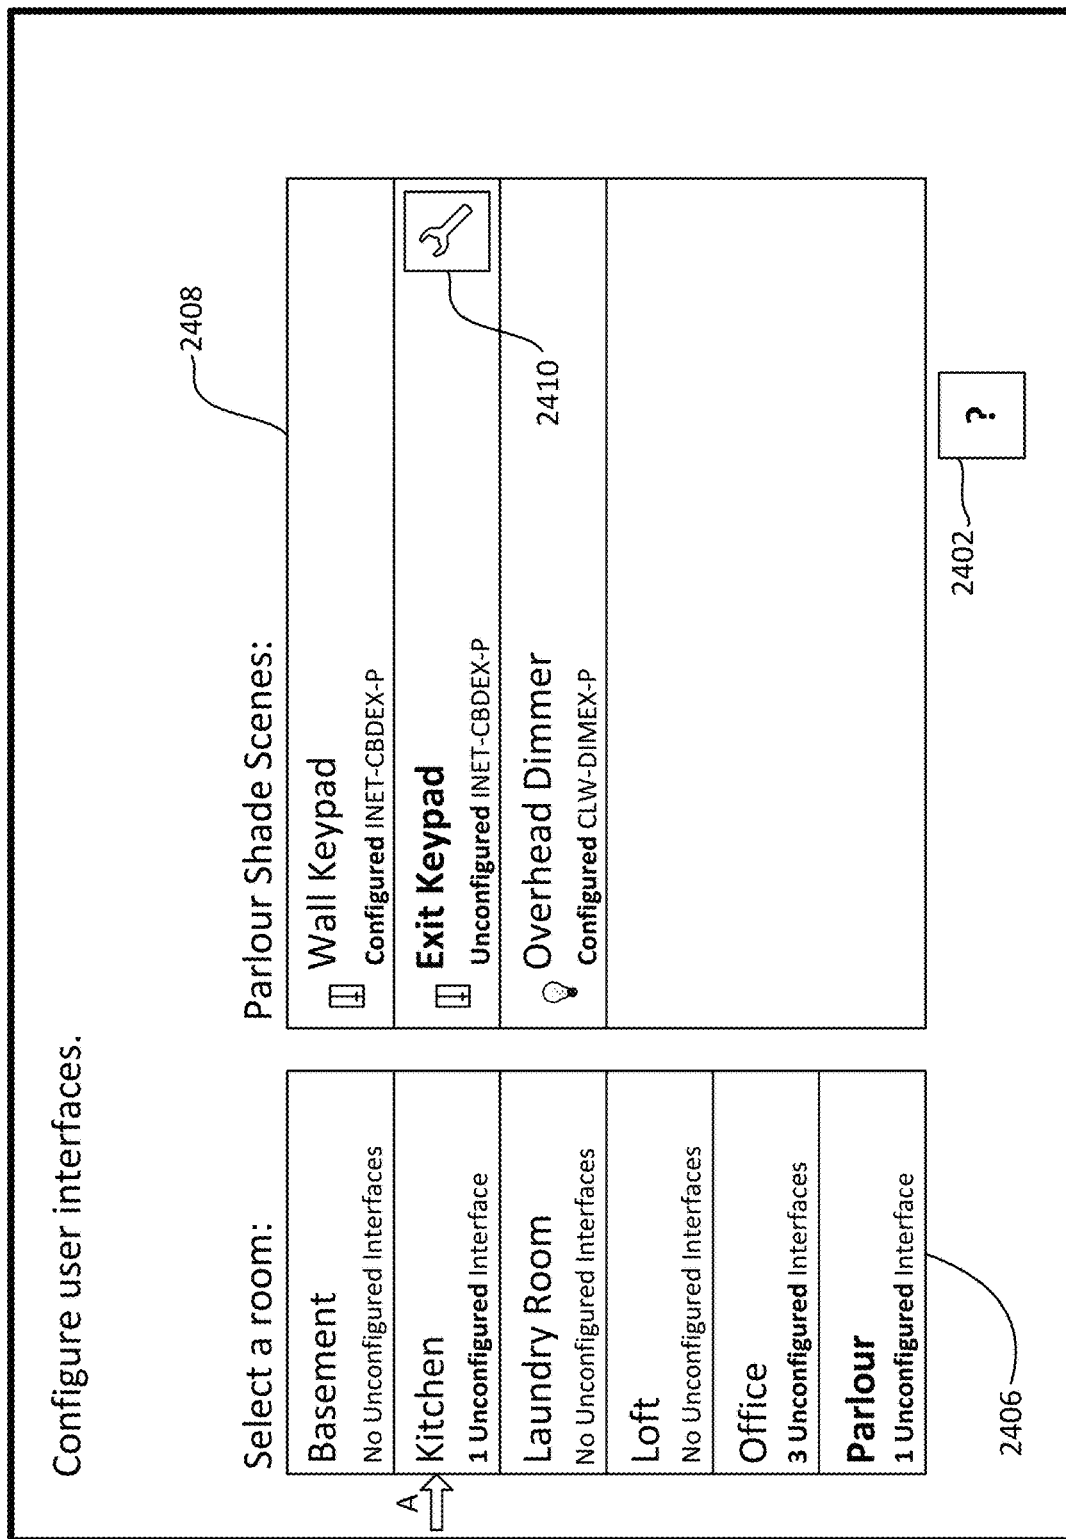 Configure user interfaces.
Select a room:
Basement
No Unconfigured Interfaces
A
Kitchen
1 Unconfigured Interface
Laundry Room
No Unconfigured Interfaces
Loft
No Unconfigured Interfaces
Office
3 Unconfigured Interfaces
Parlour
1 Unconfigured Interface
2406
Parlour Shade Scenes:
2408
Wall Keypad
Configured INET-CBDEX-P
Exit Keypad
Unconfigured INET-CBDEX-P
2410
Overhead Dimmer
Configured CLW-DIMEX-P
2402
?